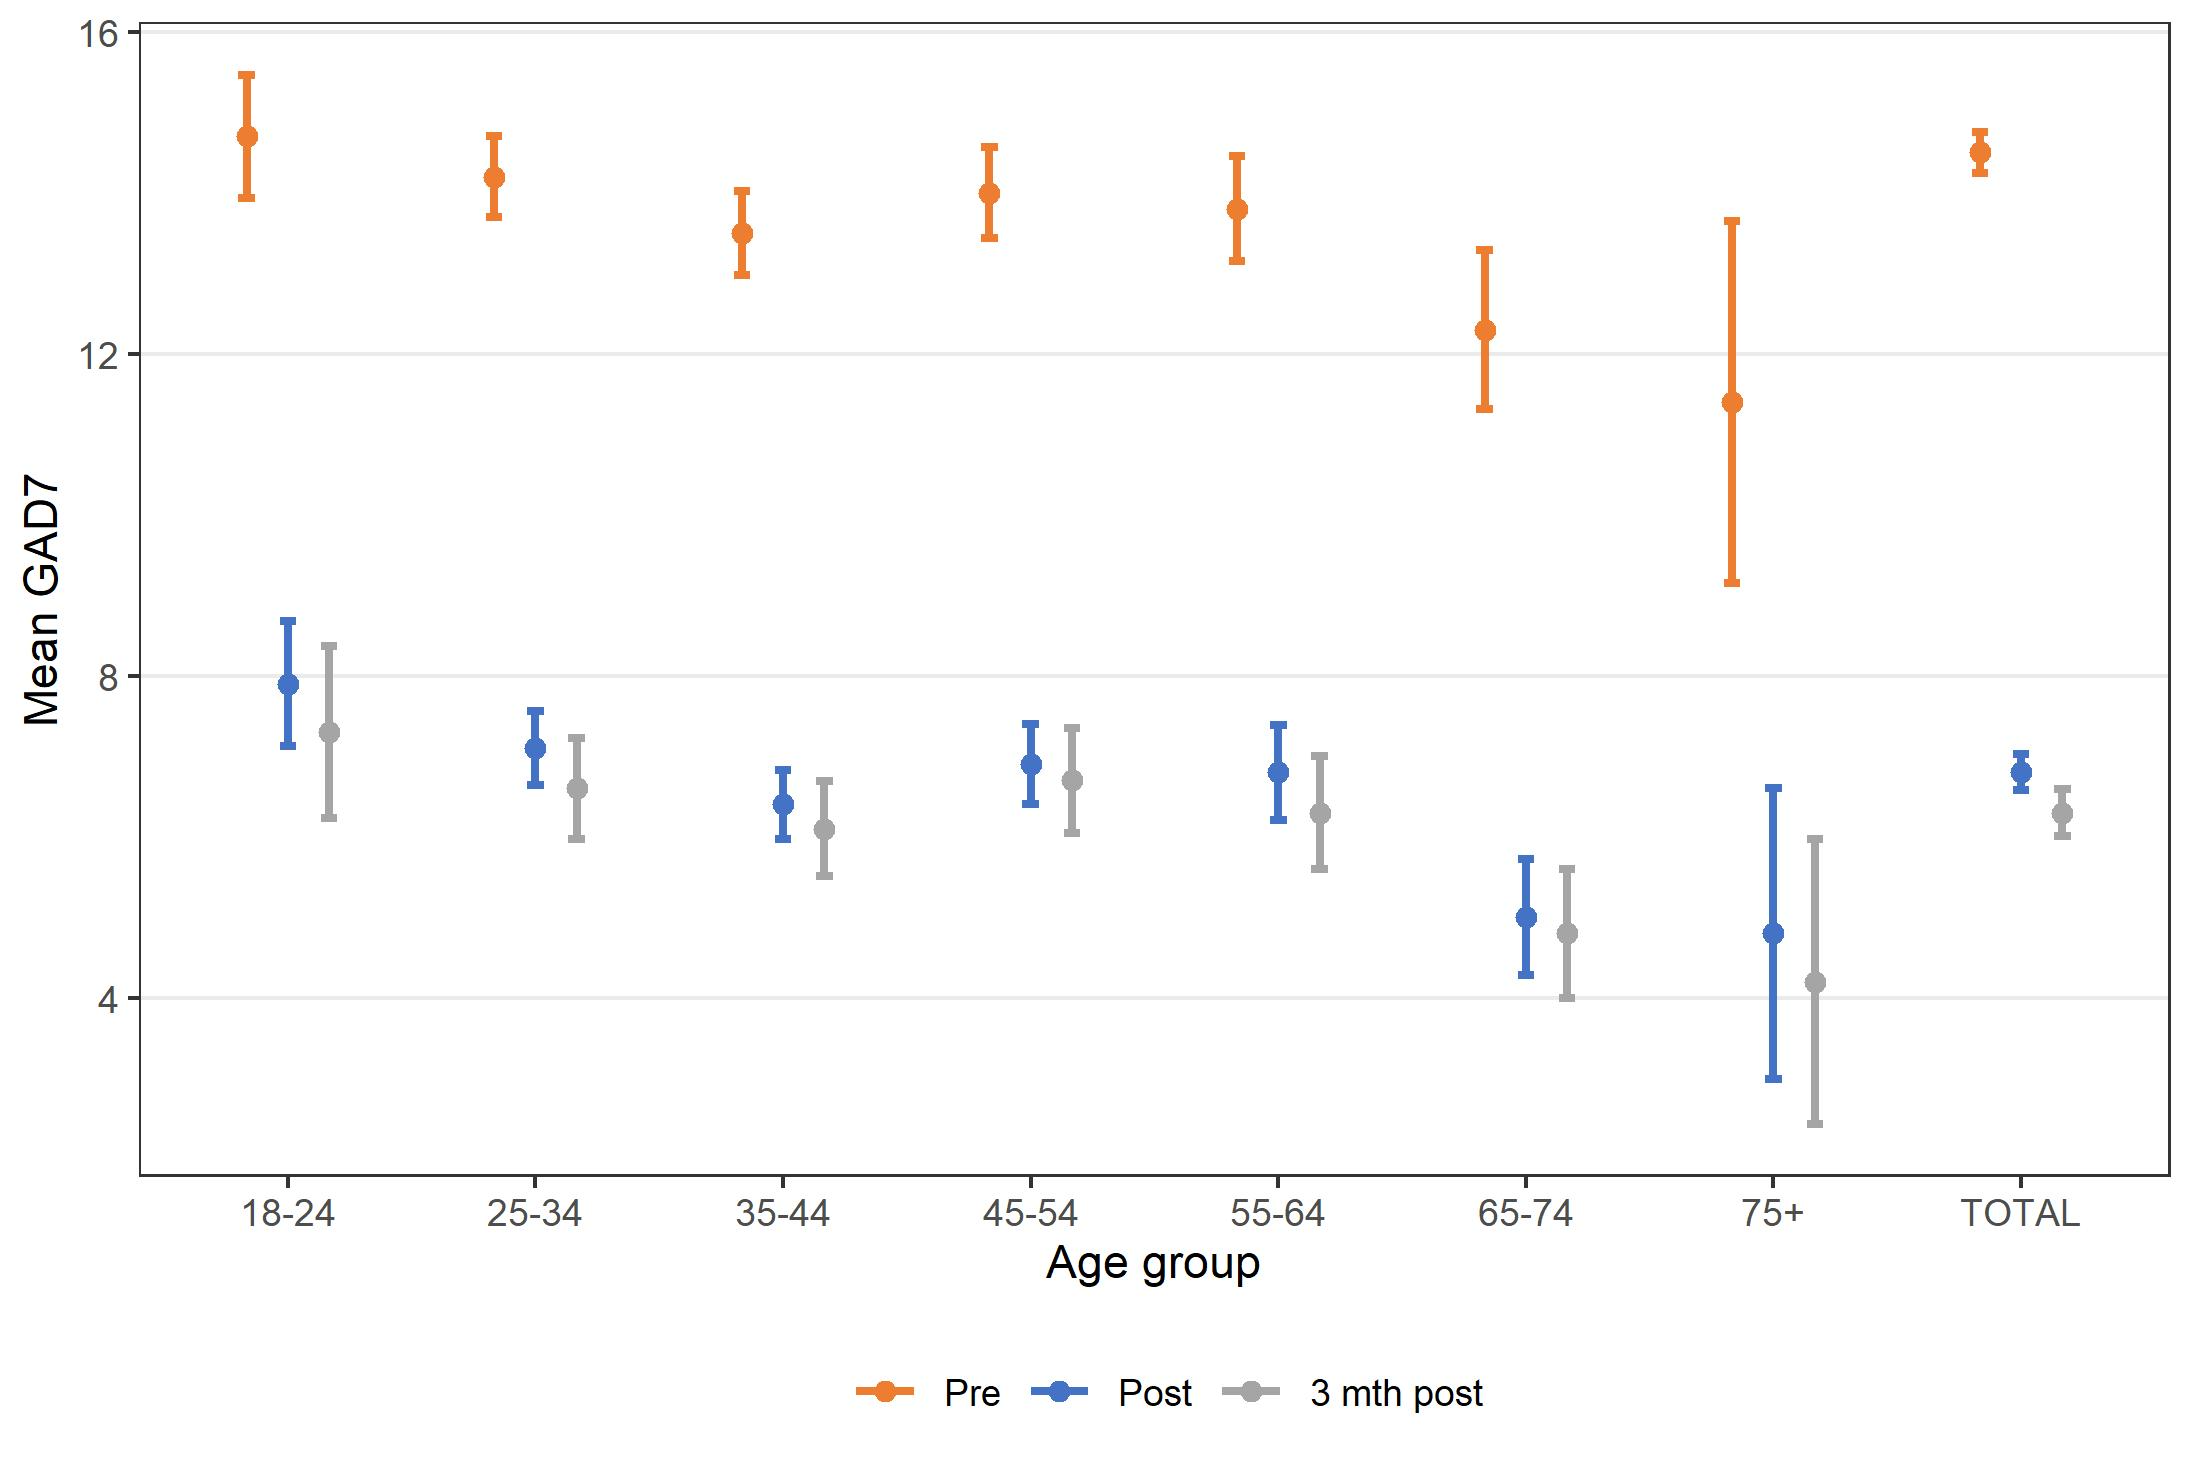 16
12
8
4
Mean GAD7
18-24 25-34 35-44 45-54 55-64 65-74 75+ TOTAL
Age group
Pre Post 3 mth post